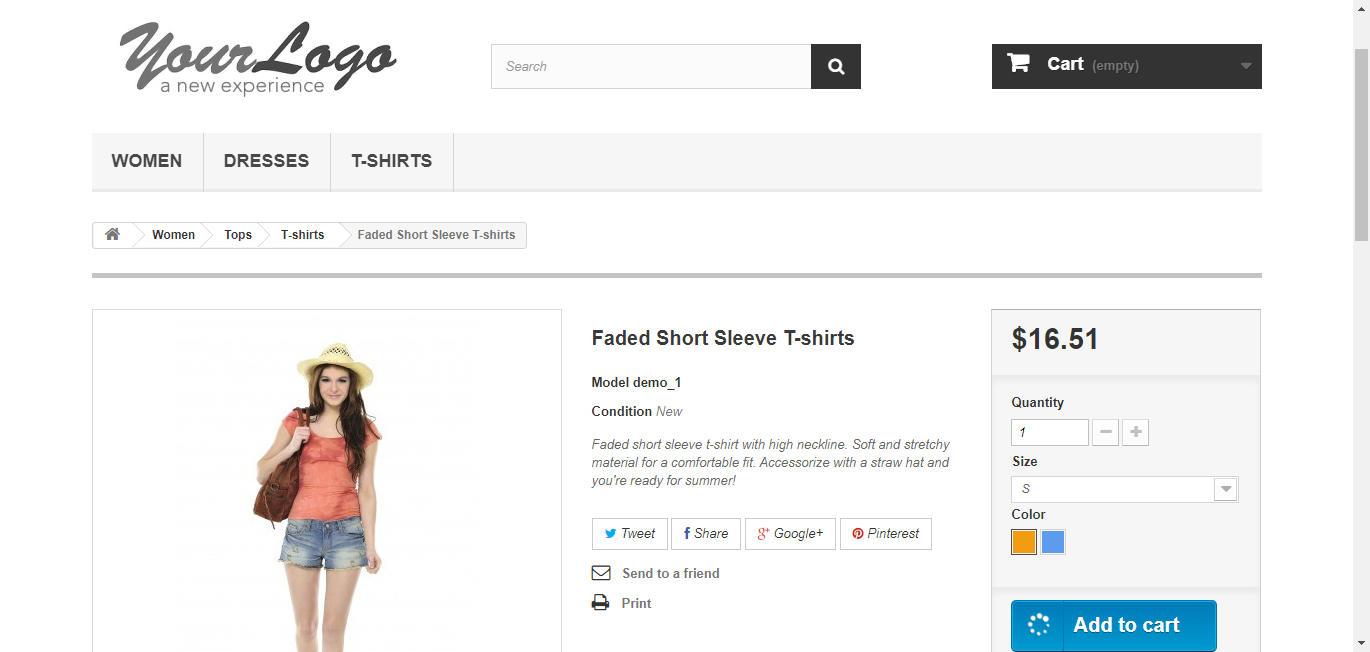 YourLogo
a new experience
Search
Cart (empty)
WOMEN DRESSES T-SHIRTS
Women Tops T-shirts Faded Short Sleeve T-shirts
Faded Short Sleeve T-shirts
Model demo_1
Condition New
Faded short sleeve t-shirt with high neckline. Soft and stretchy
material for a comfortable fit. Accessorize with a straw hat and
you're ready for summer!
Tweet Share Google+ Pinterest
Send to a friend
Print
$16.51
Quantity
1
Size
S
Color
Add to cart